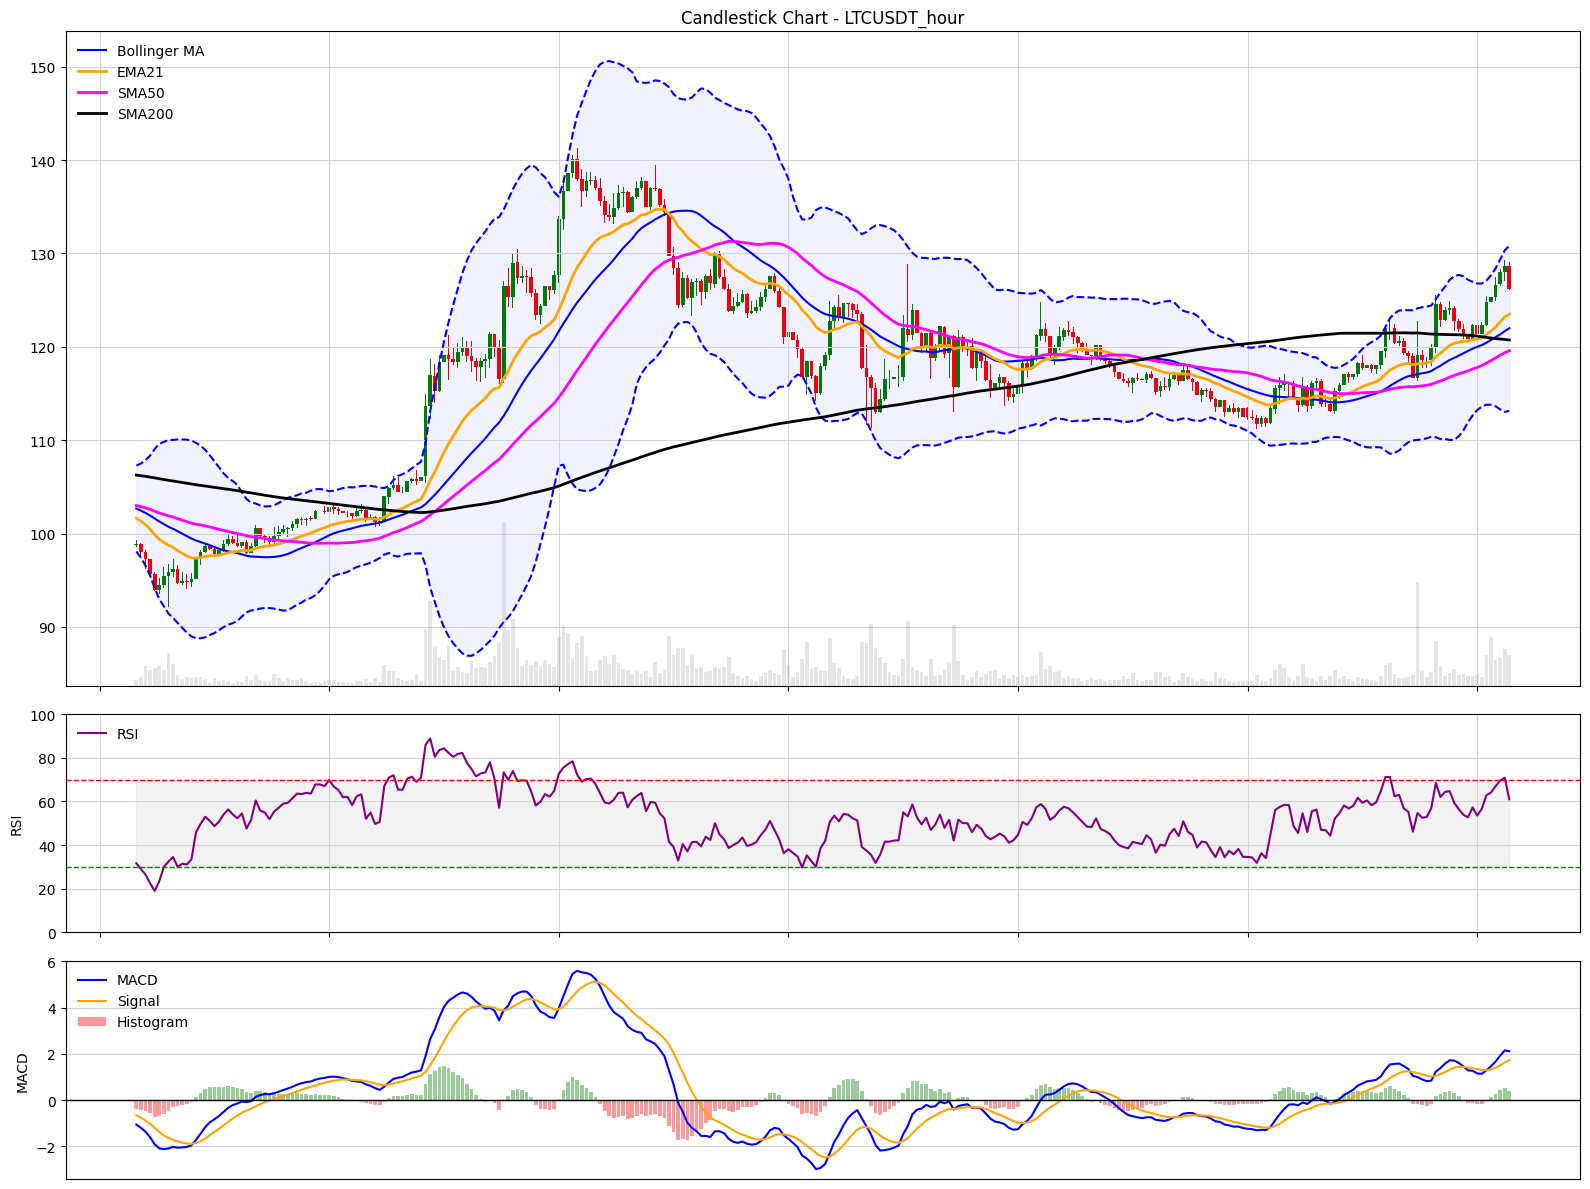 Candlestick Chart - LTCUSDT_hour
Bollinger MA
EMA21
SMA50
SMA200
150
140
130
120
110
100
90
RSI
100
80
60
40
20
0
RSI
MACD
Signal
Histogram
6
4
2
0
−2
MACD